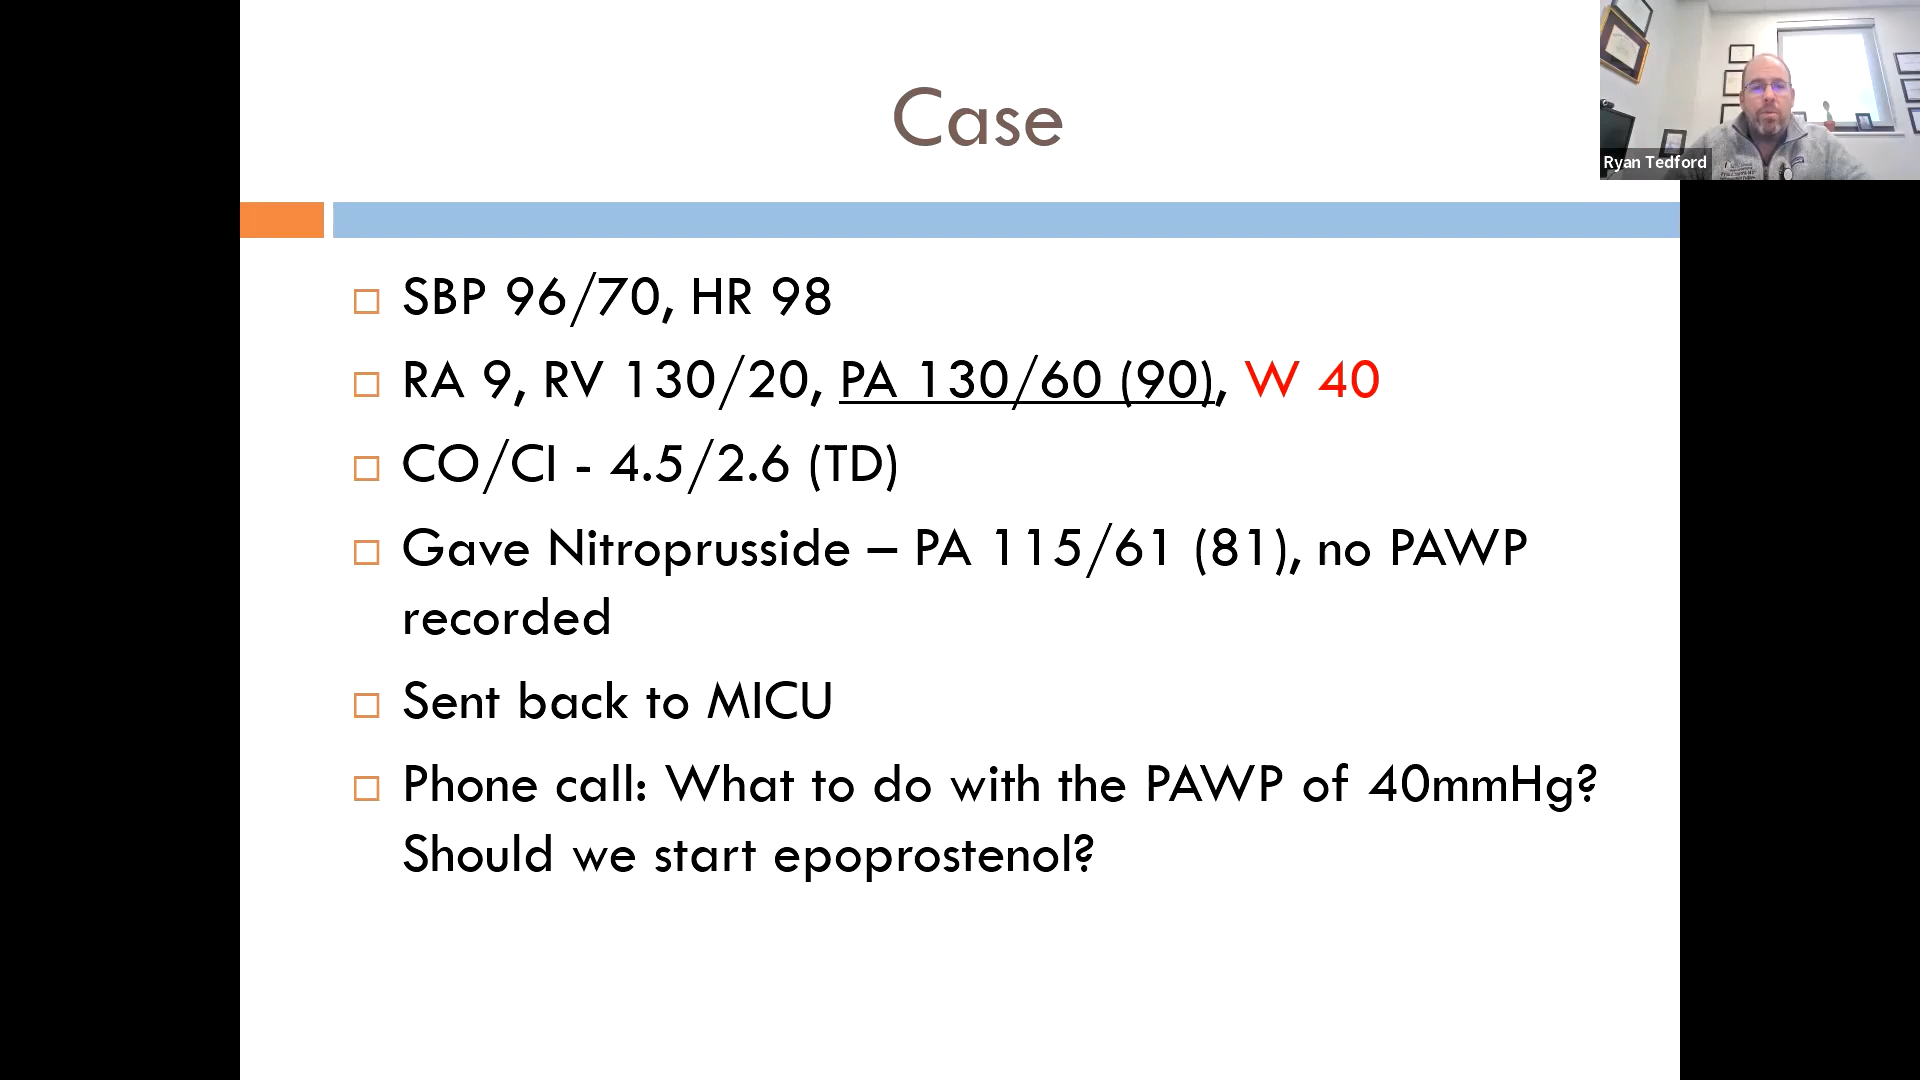 Case
Ryan Tedford
SBP 96/70, HR 98
RA 9, RV 130/20, PA 130/60 (90), W 40
CO/CI - 4.5/2.6 (TD)
Gave Nitroprusside – PA 115/61 (81), no PAWP
recorded
Sent back to MICU
Phone call: What to do with the PAWP of 40mmHg?
Should we start epoprostenol?